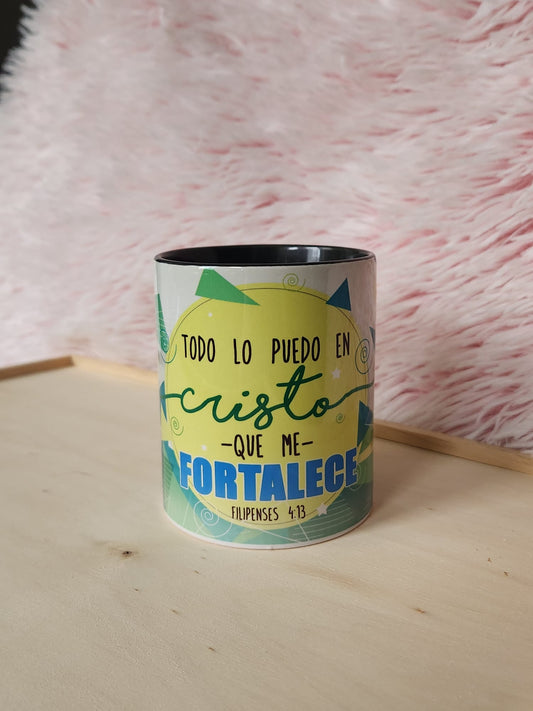 TODO LO PUEDO EN
cristo
-QUE ME-
FORTALECE
FILIPENSES 4:13